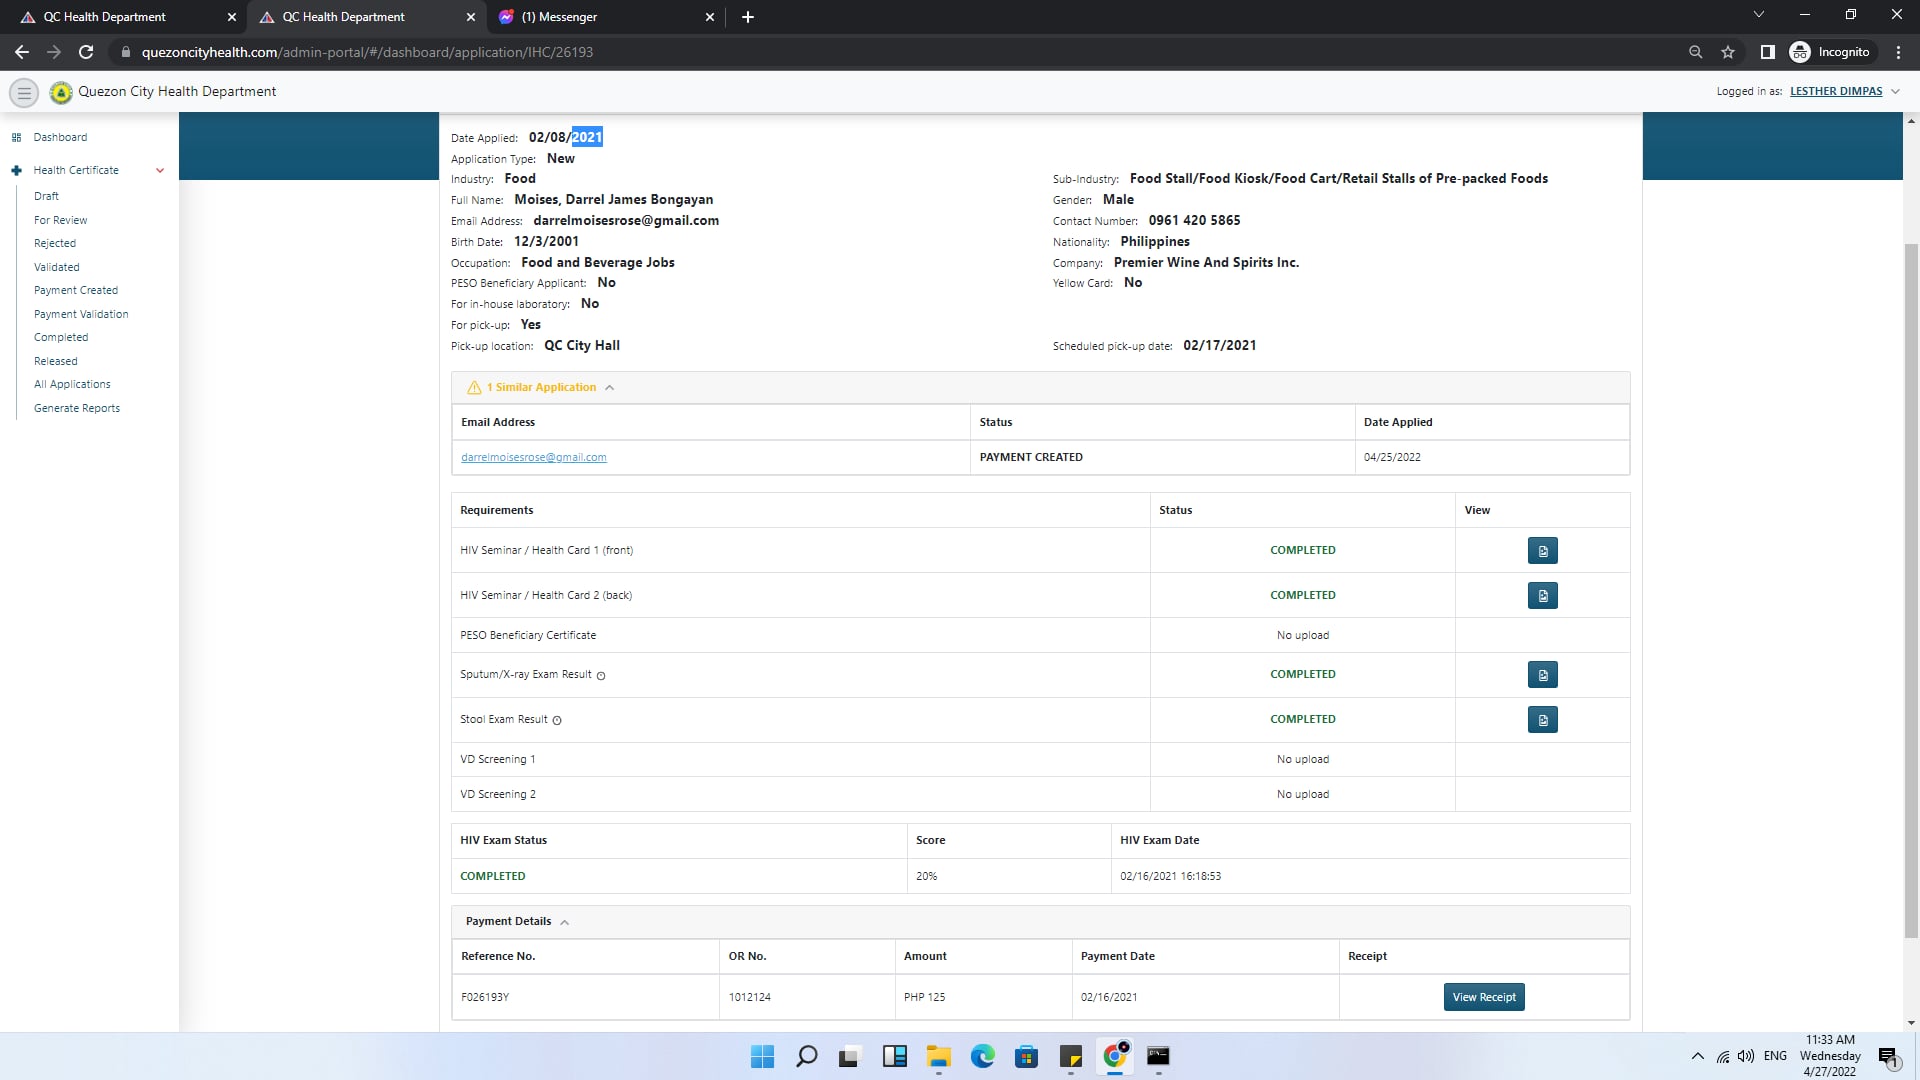 QC Health Department
QC Health Department
(1) Messenger
quezoncityhealth.com/admin-portal/#/dashboard/application/IHC/26193
Incognito
Quezon City Health Department
Logged in as: LESTHER DIMPAS
Dashboard
Health Certificate
Draft
For Review
Rejected
Validated
Payment Created
Payment Validation
Completed
Released
All Applications
Generate Reports
Date Applied: 02/08/2021
Application Type: New
Industry: Food
Sub-Industry: Food Stall/Food Kiosk/Food Cart/Retail Stalls of Pre-packed Foods
Full Name: Moises, Darrel James Bongayan
Gender: Male
Email Address: darrelmoisesrose@gmail.com
Contact Number: 0961 420 5865
Birth Date: 12/3/2001
Nationality: Philippines
Occupation: Food and Beverage Jobs
Company: Premier Wine And Spirits Inc.
PESO Beneficiary Applicant: No
Yellow Card: No
For in-house laboratory: No
For pick-up: Yes
Pick-up location: QC City Hall
Scheduled pick-up date: 02/17/2021
1 Similar Application
Email Address Status Date Applied
darrelmoisesrose@gmail.com PAYMENT CREATED 04/25/2022
Requirements Status View
HIV Seminar / Health Card 1 (front) COMPLETED
HIV Seminar / Health Card 2 (back) COMPLETED
PESO Beneficiary Certificate No upload
Sputum/X-ray Exam Result COMPLETED
Stool Exam Result COMPLETED
VD Screening 1 No upload
VD Screening 2 No upload
HIV Exam Status Score HIV Exam Date
COMPLETED 20% 02/16/2021 16:18:53
Payment Details
Reference No. OR No. Amount Payment Date Receipt
F026193Y 1012124 PHP 125 02/16/2021 View Receipt
ENG
11:33 AM
Wednesday
4/27/2022
1